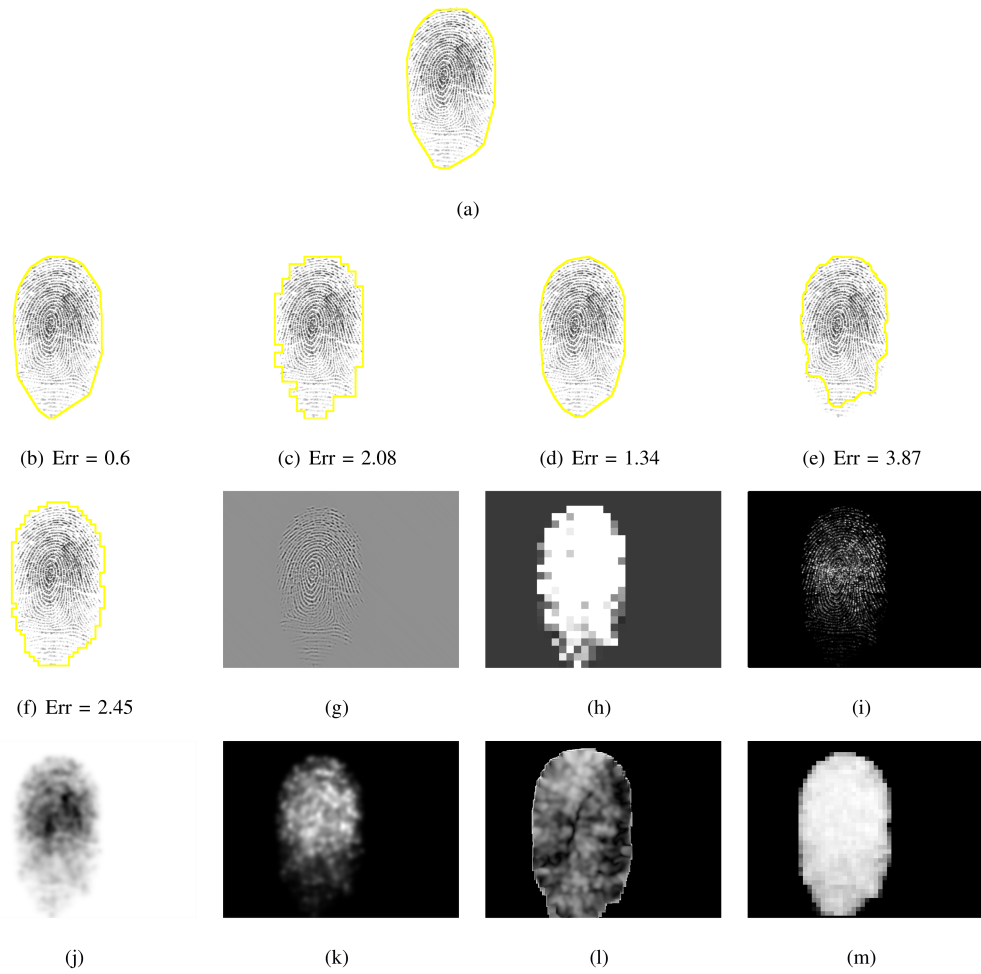 (a)
(b) Err = 0.6
(c) Err = 2.08
(d) Err = 1.34
(e) Err = 3.87
(f) Err = 2.45
(g)
(h)
(i)
(j)
(k)
(l)
(m)